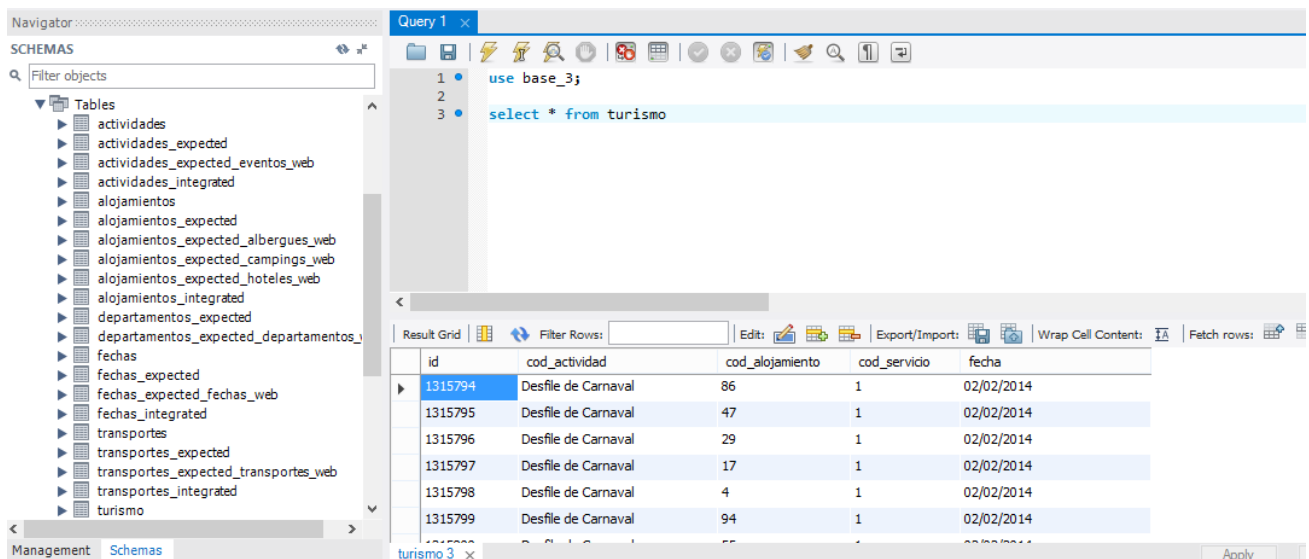 Navigator
SCHEMAS
Filter objects
Tables
actividades
actividades_expected
actividades_expected_eventos_web
actividades_integrated
alojamientos
alojamientos_expected
alojamientos_expected_albergues_web
alojamientos_expected_campings_web
alojamientos_expected_hoteles_web
alojamientos_integrated
departamentos_expected
departamentos_expected_departamentos_
fechas
fechas_expected
fechas_expected_fechas_web
fechas_integrated
transportes
transportes_expected
transportes_expected_transportes_web
transportes_integrated
turismo
Management Schemas
Query 1 ×
1 use base_3;
2
3 select * from turismo
Result Grid Filter Rows: Edit: Export/Import: Wrap Cell Content: Fetch rows:
id cod_actividad cod_alojamiento cod_servicio fecha
1315794 Desfile de Carnaval 86 1 02/02/2014
1315795 Desfile de Carnaval 47 1 02/02/2014
1315796 Desfile de Carnaval 29 1 02/02/2014
1315797 Desfile de Carnaval 17 1 02/02/2014
1315798 Desfile de Carnaval 4 1 02/02/2014
1315799 Desfile de Carnaval 94 1 02/02/2014
turismo 3 × Apply